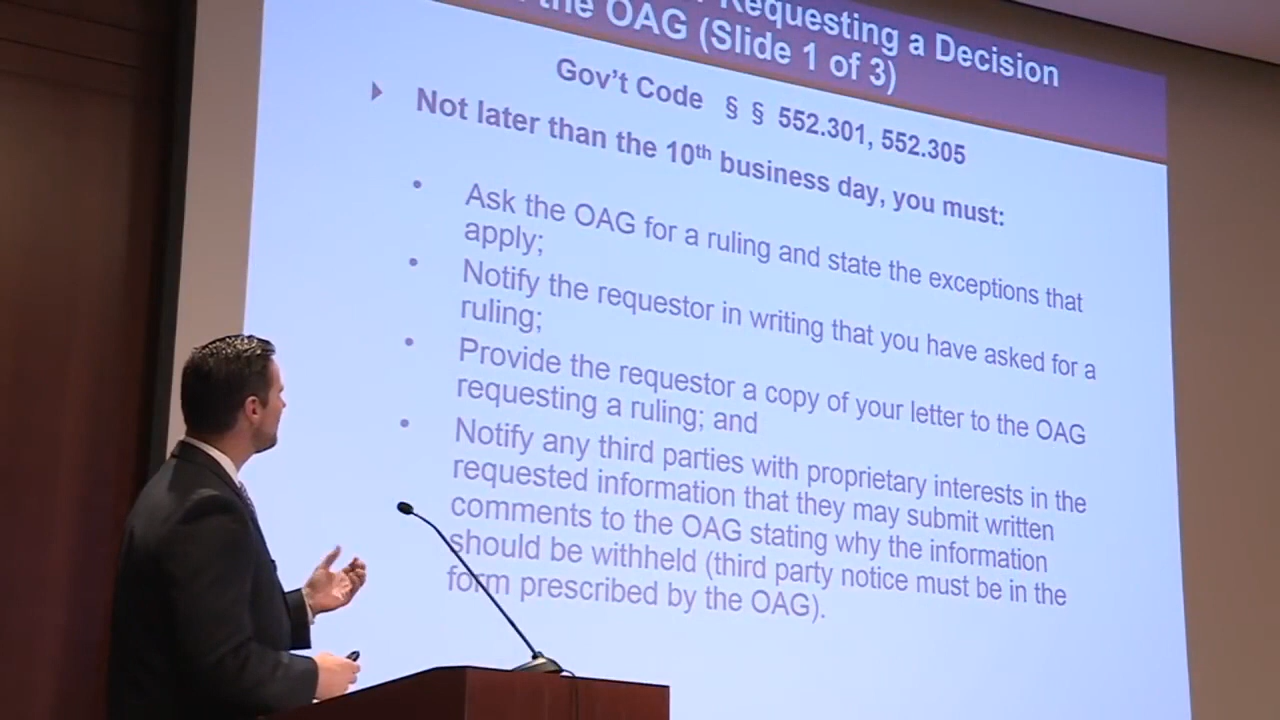 Requesting a Decision
the OAG (Slide 1 of 3)
Gov't Code § § 552.301, 552.305
Not later than the 10th business day, you must:
• Ask the OAG for a ruling and state the exceptions that
apply;
• Notify the requestor in writing that you have asked for a
ruling;
• Provide the requestor a copy of your letter to the OAG
requesting a ruling; and
• Notify any third parties with proprietary interests in the
requested information that they may submit written
comments to the OAG stating why the information
should be withheld (third party notice must be in the
form prescribed by the OAG).